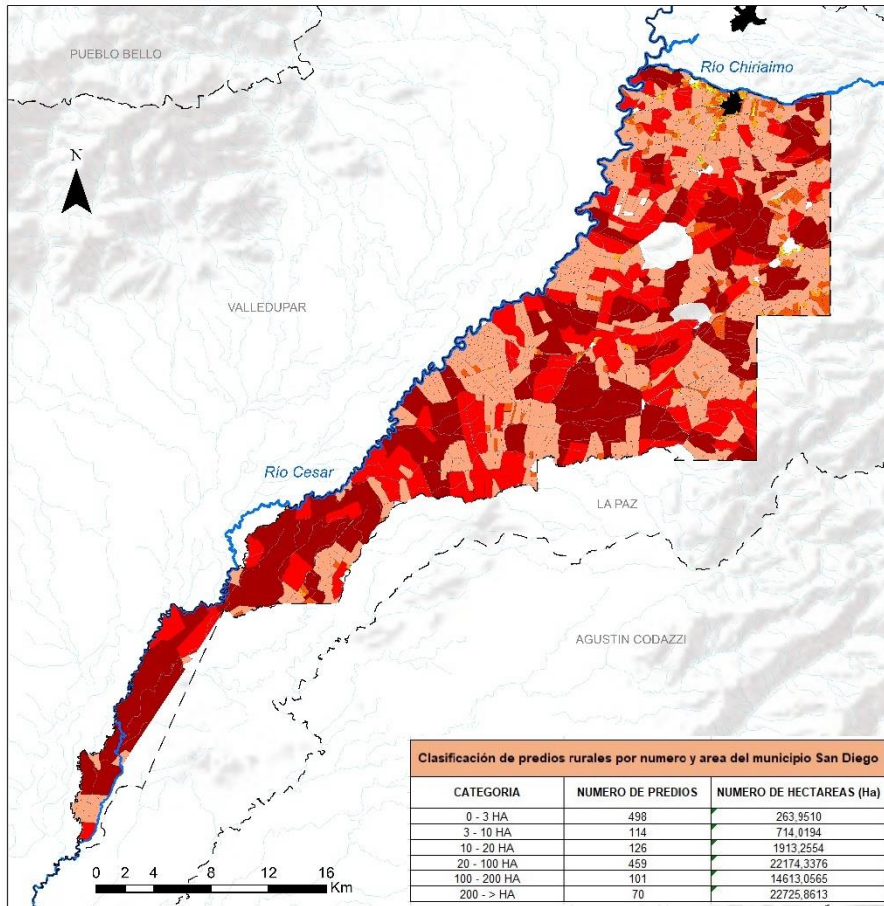 PUEBLO BELLO
Río Chiriaimo
N
VALLEDUPAR
Río Cesar
LA PAZ
AGUSTIN CODAZZI
0 2 4 8 12 16
Km
Clasificación de predios rurales por numero y area del municipio San Diego
CATEGORIA NUMERO DE PREDIOS NUMERO DE HECTAREAS (Ha)
0 - 3 HA 498 263,9510
3 - 10 HA 114 714,0194
10 - 20 HA 126 1913,2554
20 - 100 HA 459 22174,3376
100 - 200 HA 101 14613,0565
200 - > HA 70 22725,8613